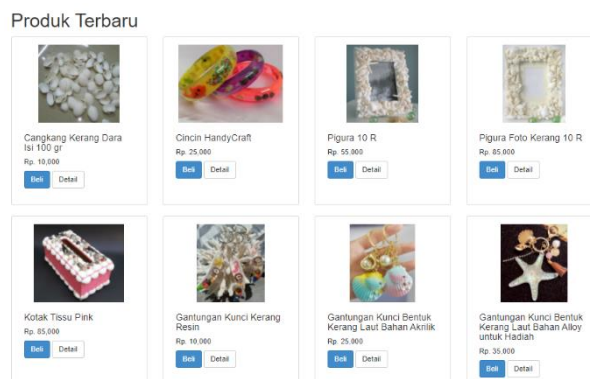 Produk Terbaru
Cangkang Kerang Dara
Isi 100 gr
Rp. 10,000
Beli Detail
Cincin HandyCraft
Rp. 25,000
Beli Detail
Pigura 10 R
Rp. 55,000
Beli Detail
Pigura Foto Kerang 10 R
Rp. 85,000
Beli Detail
Kotak Tissu Pink
Rp. 85,000
Beli Detail
Gantungan Kunci Kerang
Resin
Rp. 10,000
Beli Detail
Gantungan Kunci Bentuk
Kerang Laut Bahan Akrilik
Rp. 25,000
Beli Detail
Gantungan Kunci Bentuk
Kerang Laut Bahan Alloy
untuk Hadiah
Rp. 35,000
Beli Detail